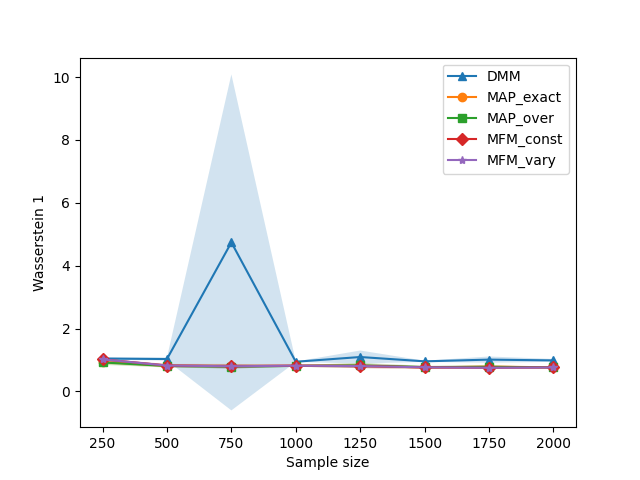 DMM
MAP_exact
MAP_over
MFM_const
MFM_vary
10
8
6
4
2
0
Wasserstein 1
250 500 750 1000 1250 1500 1750 2000
Sample size